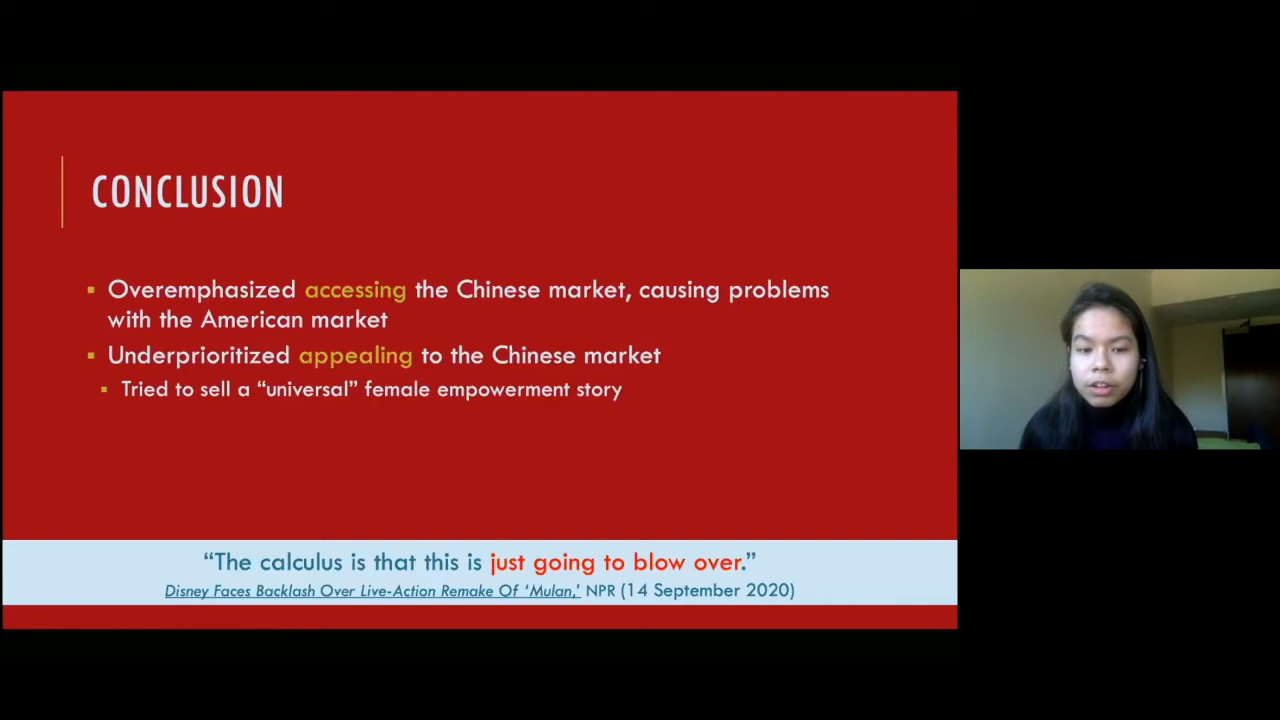 CONCLUSION
▪ Overemphasized accessing the Chinese market, causing problems
with the American market
▪ Underprioritized appealing to the Chinese market
▪ Tried to sell a “universal” female empowerment story
“The calculus is that this is just going to blow over.”
Disney Faces Backlash Over Live-Action Remake Of ‘Mulan,’ NPR (14 September 2020)